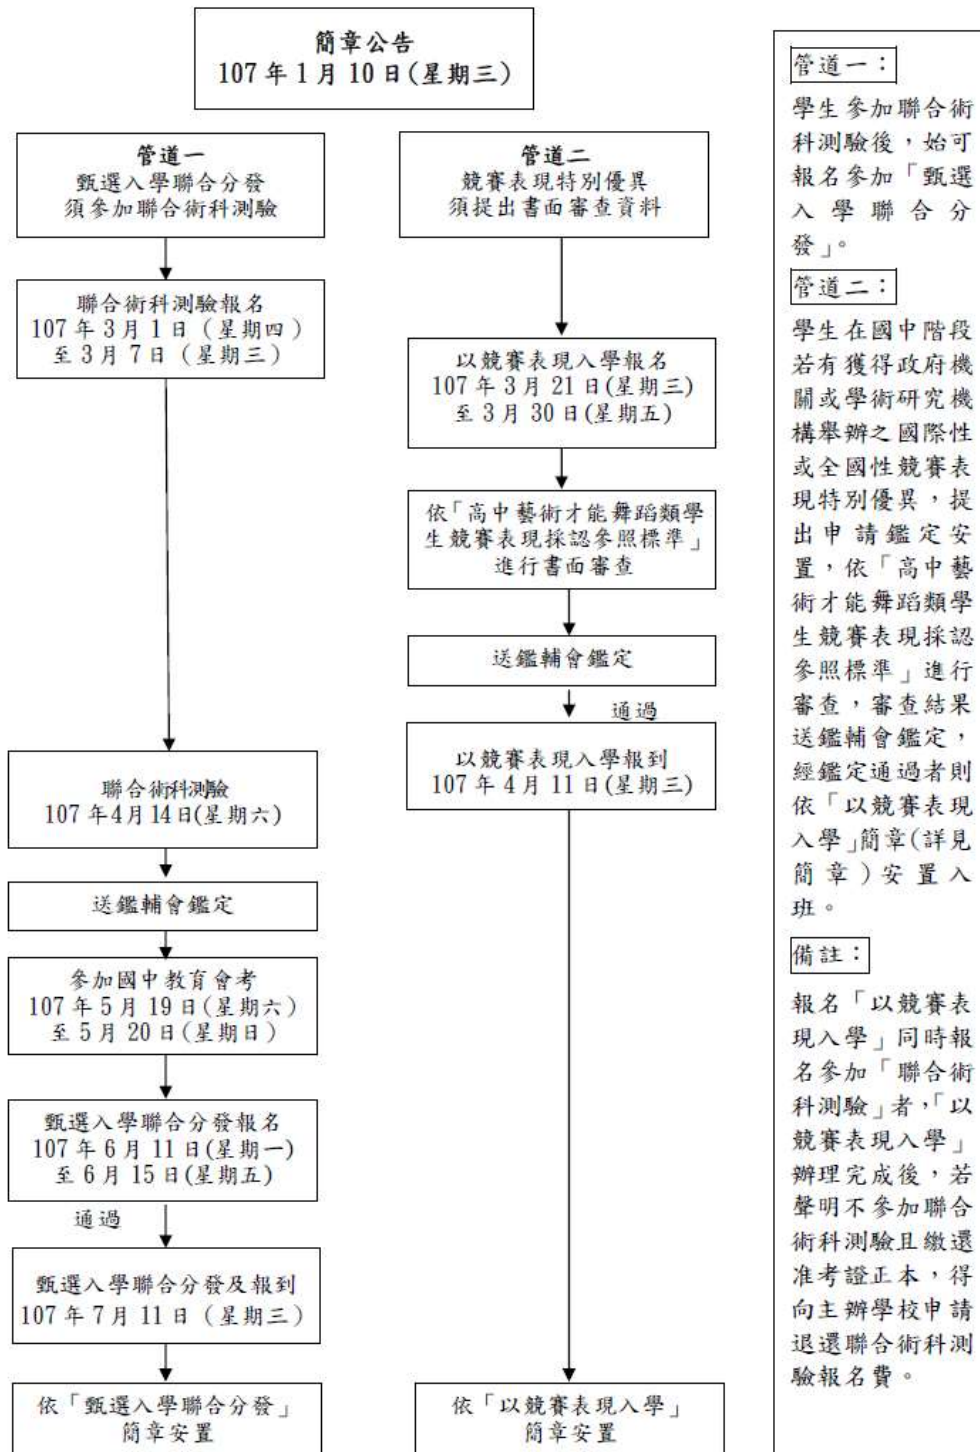 簡章公告
107 年 1 月 10 日(星期三)
管道一
甄選入學聯合分發
須參加聯合術科測驗
聯合術科測驗報名
107 年 3 月 1 日（星期四）
至 3 月 7 日（星期三）
聯合術科測驗
107 年4月 14日(星期六)
送鑑輔會鑑定
參加國中教育會考
107 年 5 月 19 日(星期六)
至 5 月 20 日(星期日)
甄選入學聯合分發報名
107 年 6 月 11 日(星期一)
至 6 月 15 日(星期五)
通過
甄選入學聯合分發及報到
107 年 7 月 11 日（星期三）
依「甄選入學聯合分發」
簡章安置
管道二
競賽表現特別優異
須提出書面審查資料
以競賽表現入學報名
107 年 3 月 21 日(星期三)
至 3 月 30 日(星期五)
依「高中藝術才能舞蹈類學
生競賽表現採認參照標準」
進行書面審查
送鑑輔會鑑定
通過
以競賽表現入學報到
107 年 4 月 11 日(星期三)
依「以競賽表現入學」
簡章安置
管道一：
學生參加聯合術
科測驗後，始可
報名參加「甄選
入學聯合分
發」。
管道二：
學生在國中階段
若有獲得政府機
關或學術研究機
構舉辦之國際性
或全國性競賽表
現特別優異，提
出申請鑑定安
置，依「高中藝
術才能舞蹈類學
生競賽表現採認
參照標準」進行
審查，審查結果
送鑑輔會鑑定，
經鑑定通過者則
依「以競賽表現
入學」簡章(詳見
簡章)安置入
班。
備註：
報名「以競賽表
現入學」同時報
名參加「聯合術
科測驗」者，「以
競賽表現入學」
辦理完成後，若
聲明不參加聯合
術科測驗且繳還
准考證正本，得
向主辦學校申請
退還聯合術科測
驗報名費。